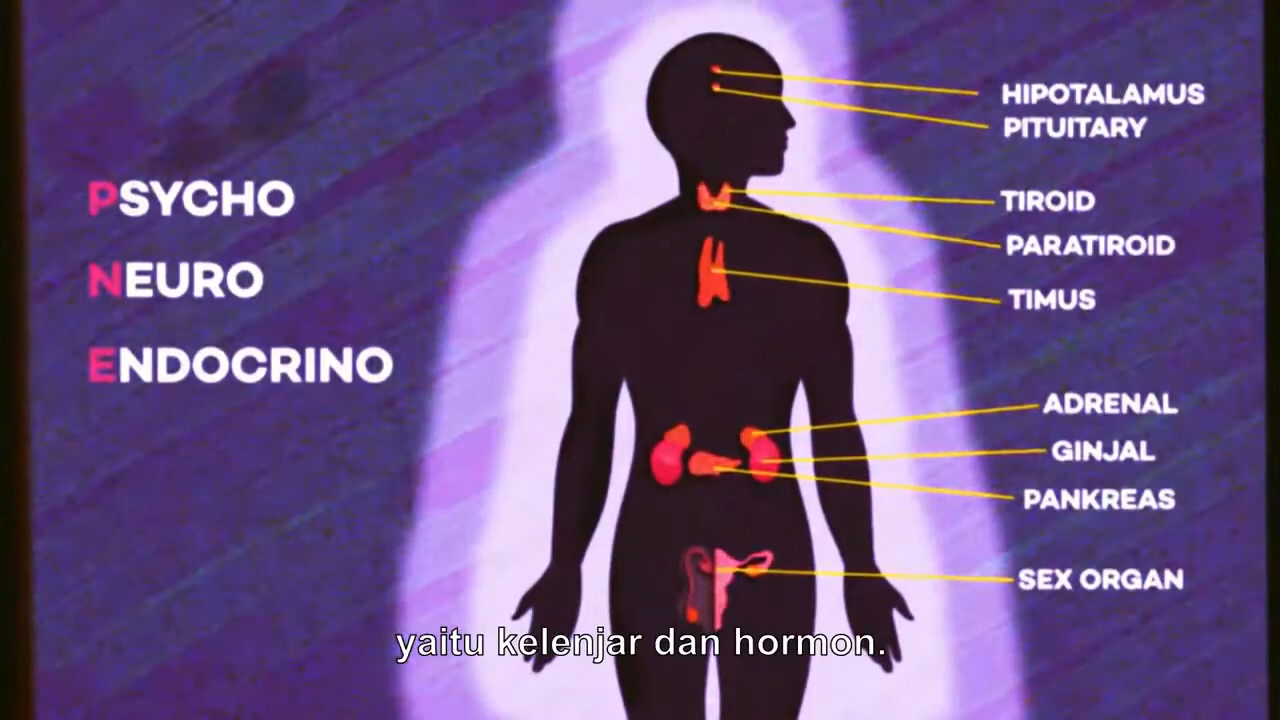 PSYCHO
NEURO
ENDOCRINO
HIPOTALAMUS
PITUITARY
TIROID
PARATIROID
TIMUS
ADRENAL
GINJAL
PANKREAS
SEX ORGAN
yaitu kelenjar dan hormon.